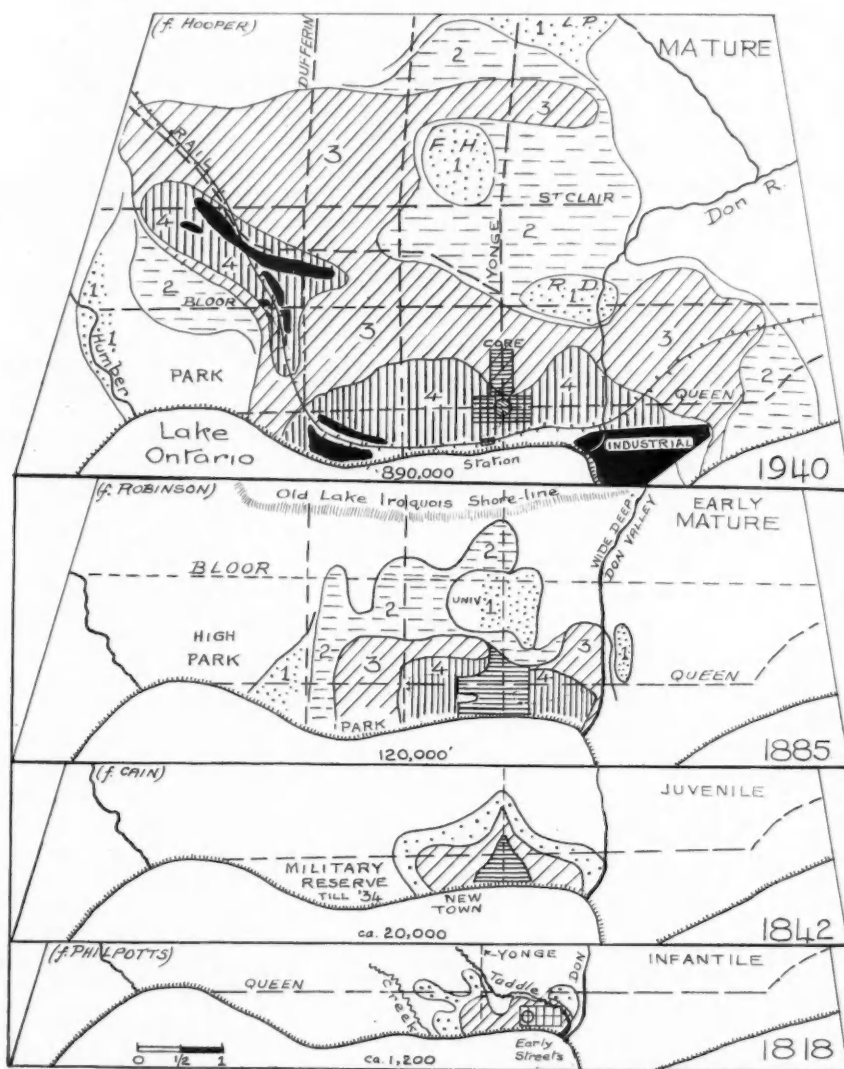 (f. HOOPER)
DUFFERIN
1 L.P.
MATURE
2
RAIL
3
3
F.H.
1
ST CLAIR
Don R.
4
2
YONGE
4
1
2
BLOOR
R.D.
1
1
Humber
3
3
CORE
PARK
2
4
4
QUEEN
Lake
Ontario
INDUSTRIAL
Station
890,000
1940
(f. ROBINSON)
Old Lake Iroquois Shore-line
EARLY
MATURE
WIDE DEEP
DON VALLEY
2
BLOOR
UNIV. 1
2
HIGH
PARK
2
3
3
1
1
4
4
QUEEN
PARK
120,000
1885
(f. CAIN)
JUVENILE
MILITARY
RESERVE
TILL '34
NEW
TOWN
ca. 20,000
1842
(f. PHILPOTTS)
YONGE
DON
INFANTILE
QUEEN
Taddle
Creek
0 1/2 1
ca. 1,200
Early
Streets
1818